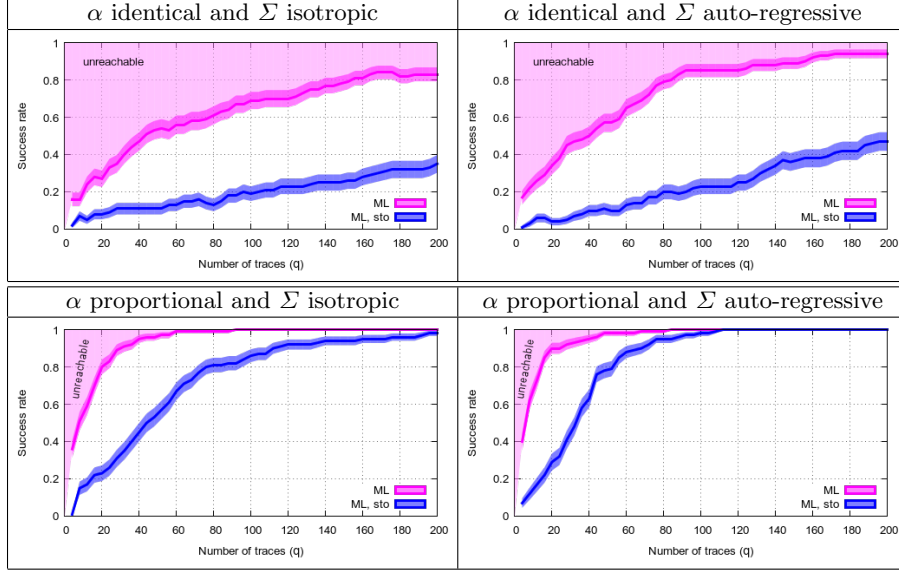 α identical and Σ isotropic
α identical and Σ auto-regressive
1
0.8
0.6
0.4
0.2
0
Success rate
unreachable
ML
ML, sto
0 20 40 60 80 100 120 140 160 180 200
Number of traces (q)
1
0.8
0.6
0.4
0.2
0
Success rate
unreachable
ML
ML, sto
0 20 40 60 80 100 120 140 160 180 200
Number of traces (q)
α proportional and Σ isotropic
α proportional and Σ auto-regressive
1
0.8
0.6
0.4
0.2
0
Success rate
unreachable
ML
ML, sto
0 20 40 60 80 100 120 140 160 180 200
Number of traces (q)
1
0.8
0.6
0.4
0.2
0
Success rate
unreachable
ML
ML, sto
0 20 40 60 80 100 120 140 160 180 200
Number of traces (q)